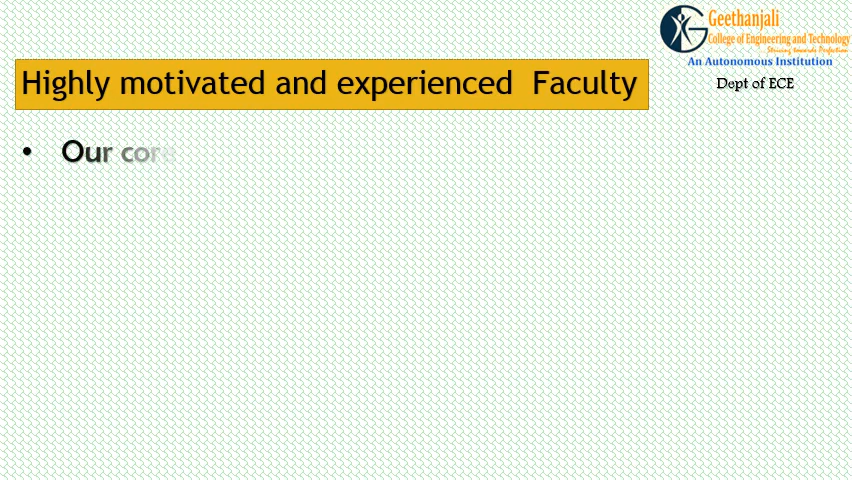 Geethanjali
College of Engineering and Technology
Striving towards Perfection
An Autonomous Institution
Dept of ECE
Highly motivated and experienced Faculty
• Our core